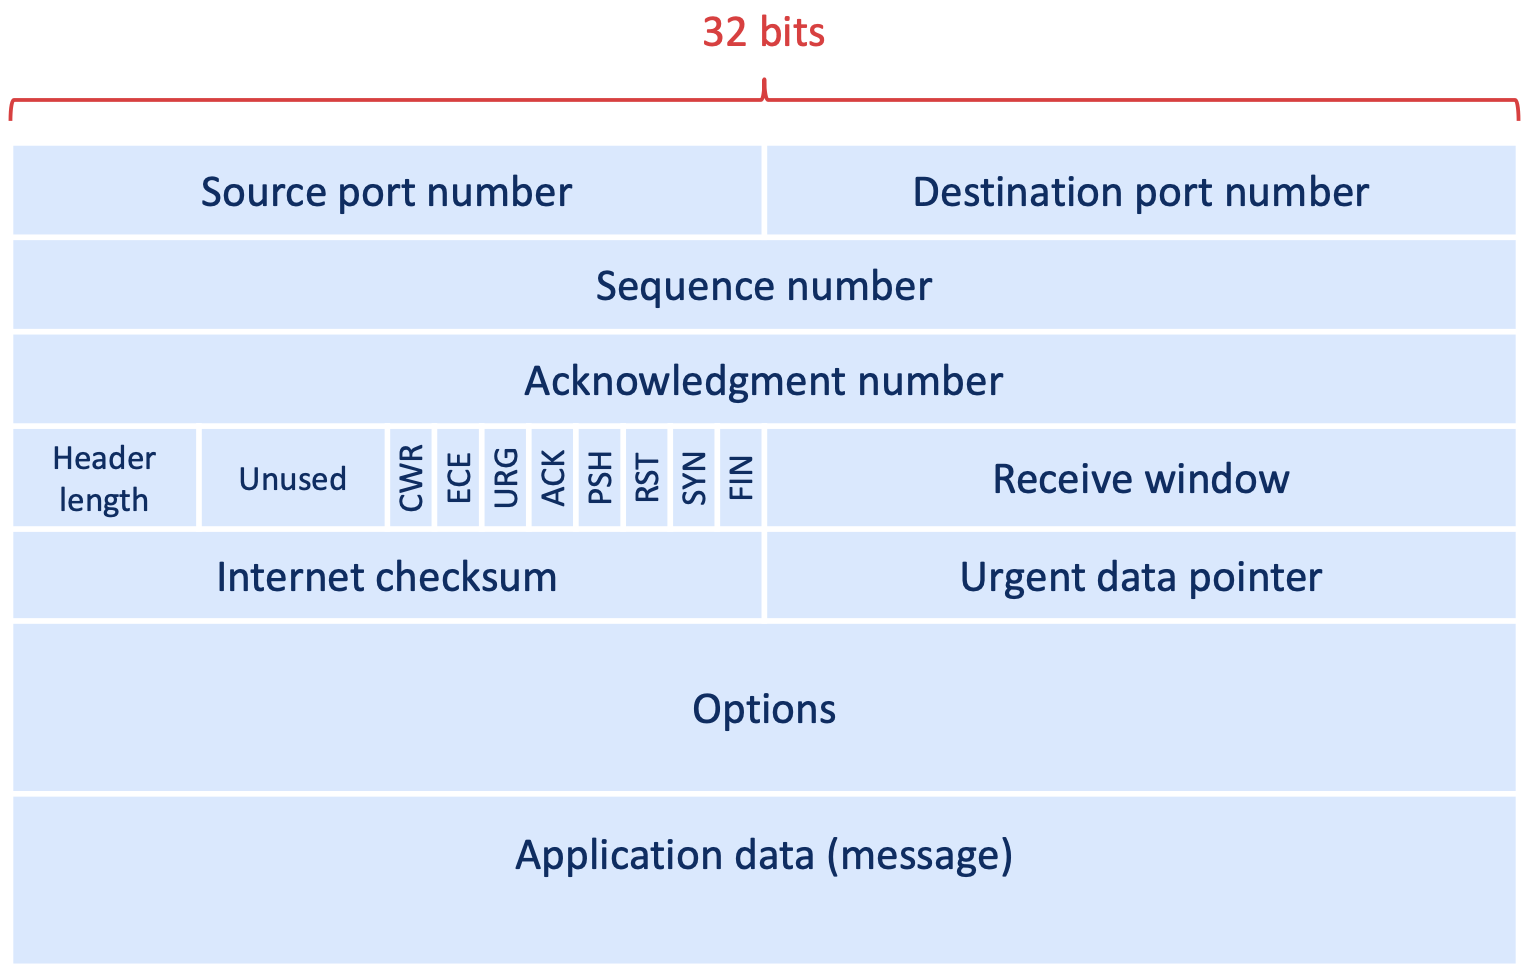 32 bits
Source port number
Destination port number
Sequence number
Acknowledgment number
Header
length
Unused
CWR
ECE
URG
ACK
PSH
RST
SYN
FIN
Receive window
Internet checksum
Urgent data pointer
Options
Application data (message)